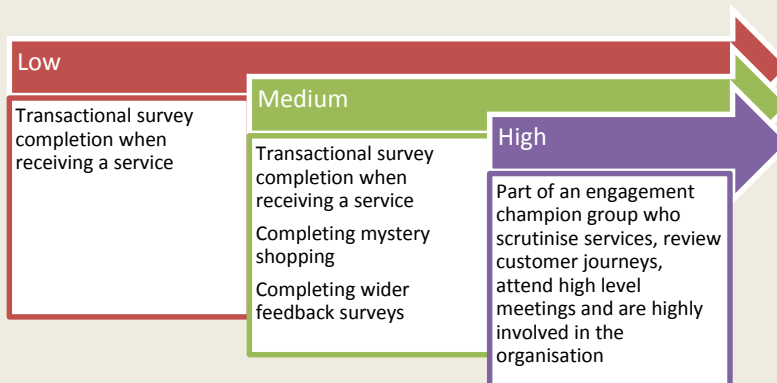 Low
Transactional survey
completion when
receiving a service
Medium
Transactional survey
completion when
receiving a service
Completing mystery
shopping
Completing wider
feedback surveys
High
Part of an engagement
champion group who
scrutinise services, review
customer journeys,
attend high level
meetings and are highly
involved in the
organisation